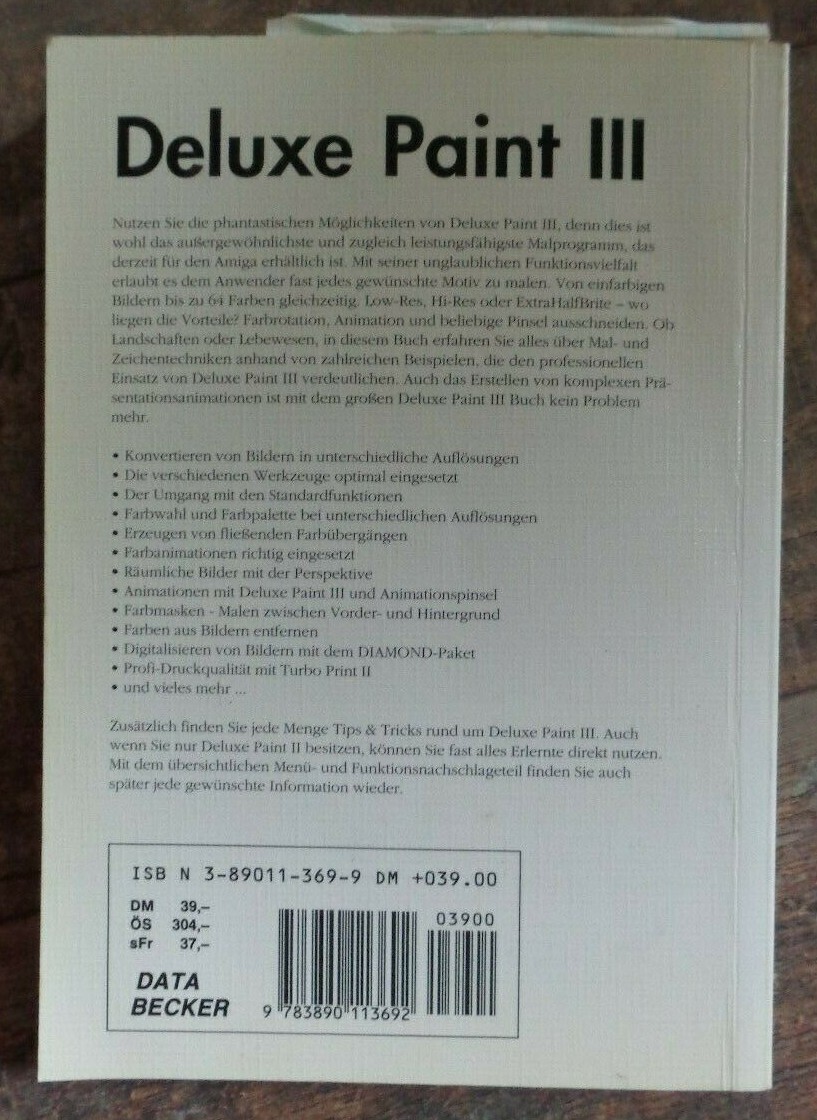 Deluxe Paint III
Nutzen Sie die phantastischen Möglichkeiten von Deluxe Paint III, denn dies ist
wohl das außergewöhnlichste und zugleich leistungsfähigste Malprogramm, das
derzeit für den Amiga erhältlich ist. Mit seiner unglaublichen Funktionsvielfalt
erlaubt es dem Anwender fast jedes gewünschte Motiv zu malen. Von einfarbigen
Bildern bis zu 64 Farben gleichzeitig. Low-Res, Hi-Res oder ExtraHalfBrite – wo
liegen die Vorteile? Farbrotation, Animation und beliebige Pinsel ausschneiden. Ob
Landschaften oder Lebewesen, in diesem Buch erfahren Sie alles über Mal- und
Zeichentechniken anhand von zahlreichen Beispielen, die den professionellen
Einsatz von Deluxe Paint III verdeutlichen. Auch das Erstellen von komplexen Prä-
sentationsanimationen ist mit dem großen Deluxe Paint III Buch kein Problem
mehr.
• Konvertieren von Bildern in unterschiedliche Auflösungen
• Die verschiedenen Werkzeuge optimal eingesetzt
• Der Umgang mit den Standardfunktionen
• Farbwahl und Farbpalette bei unterschiedlichen Auflösungen
• Erzeugen von fließenden Farbübergängen
• Farbanimationen richtig eingesetzt
• Räumliche Bilder mit der Perspektive
• Animationen mit Deluxe Paint III und Animationspinsel
• Farbmasken - Malen zwischen Vorder- und Hintergrund
• Farben aus Bildern entfernen
• Digitalisieren von Bildern mit dem DIAMOND-Paket
• Profi-Druckqualität mit Turbo Print II
• und vieles mehr ...
Zusätzlich finden Sie jede Menge Tips & Tricks rund um Deluxe Paint III. Auch
wenn Sie nur Deluxe Paint II besitzen, können Sie fast alles Erlernte direkt nutzen.
Mit dem übersichtlichen Menü- und Funktionsnachschlageteil finden Sie auch
später jede gewünschte Information wieder.
ISB N 3-89011-369-9 DM +039.00
DM 39,–
ÖS 304,–
sFr 37,–
03900
DATA
BECKER
9 783890 113692